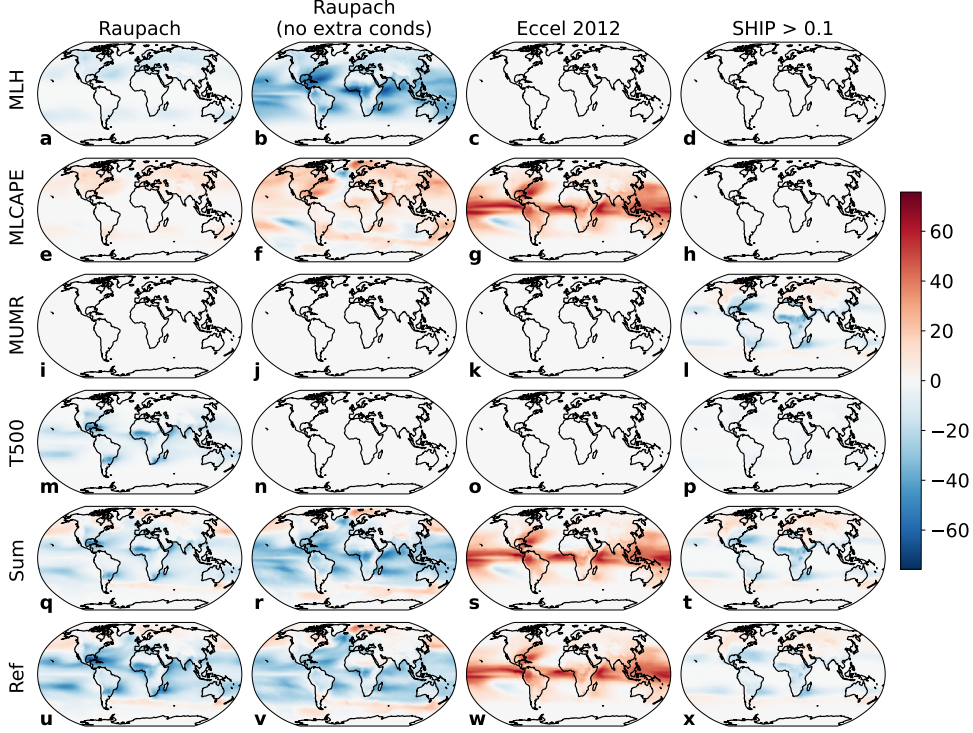 Raupach
Raupach
(no extra conds)
Eccel 2012
SHIP > 0.1
MLH
a
b
c
d
MLCAPE
e
f
g
h
MUMR
i
j
k
l
T500
m
n
o
p
Sum
q
r
s
t
Ref
u
v
w
x
60
40
20
0
−20
−40
−60